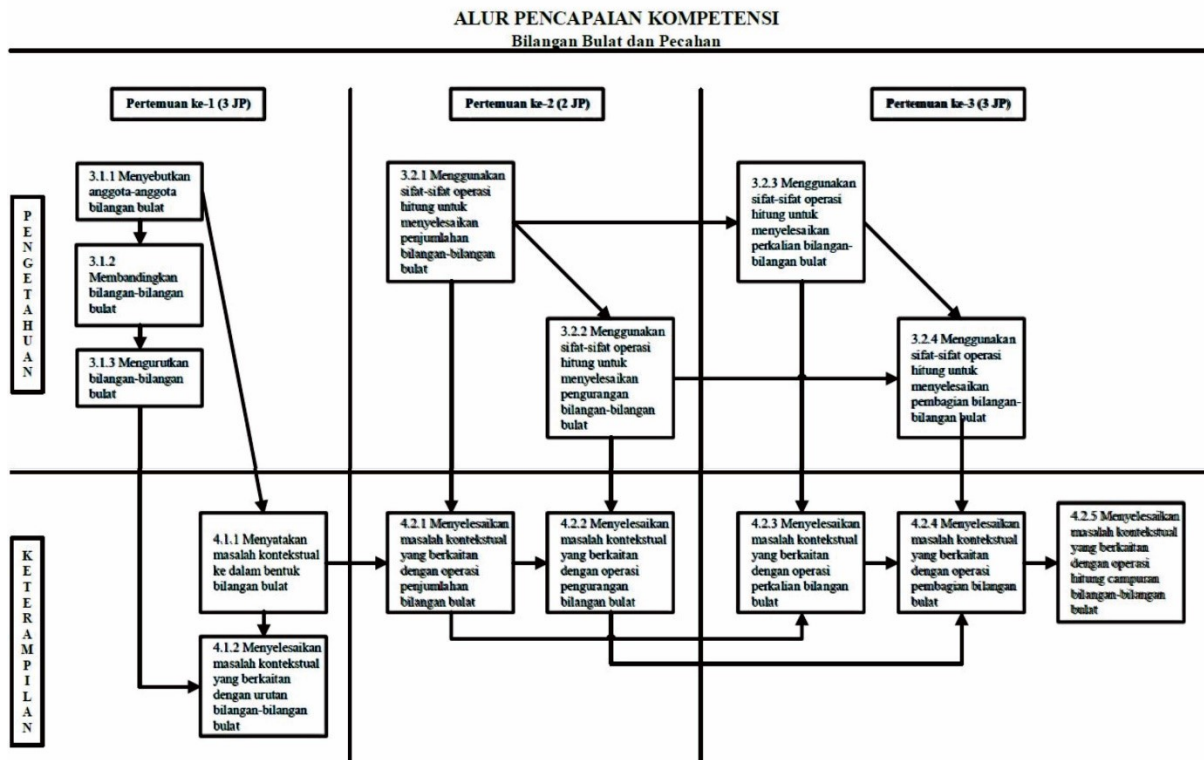 ALUR PENCAPAIAN KOMPETENSI
Bilangan Bulat dan Pecahan
Pertemuan ke-1 (3 JP)
Pertemuan ke-2 (2 JP)
Pertemuan ke-3 (3 JP)
PENGETAHUAN
3.1.1 Menyebutkan
anggota-anggota
bilangan bulat
3.1.2
Membandingkan
bilangan-bilangan
bulat
3.1.3 Mengurutkan
bilangan-bilangan
bulat
3.2.1 Menggunakan
sifat-sifat operasi
hitung untuk
menyelesaikan
penjumlahan
bilangan-bilangan
bulat
3.2.2 Menggunakan
sifat-sifat operasi
hitung untuk
menyelesaikan
pengurangan
bilangan-bilangan
bulat
3.2.3 Menggunakan
sifat-sifat operasi
hitung untuk
menyelesaikan
perkalian bilangan-
bilangan bulat
3.2.4 Menggunakan
sifat-sifat operasi
hitung untuk
menyelesaikan
pembagian bilangan-
bilangan bulat
KETERAMPILAN
4.1.1 Menyatakan
masalah kontekstual
ke dalam bentuk
bilangan bulat
4.1.2 Menyelesaikan
masalah kontekstual
yang berkaitan
dengan urutan
bilangan-bilangan
bulat
4.2.1 Menyelesaikan
masalah kontekstual
yang berkaitan
dengan operasi
penjumlahan
bilangan bulat
4.2.2 Menyelesaikan
masalah kontekstual
yang berkaitan
dengan operasi
pengurangan
bilangan bulat
4.2.3 Menyelesaikan
masalah kontekstual
yang berkaitan
dengan operasi
perkalian bilangan
bulat
4.2.4 Menyelesaikan
masalah kontekstual
yang berkaitan
dengan operasi
pembagian bilangan
bulat
4.2.5 Menyelesaikan
masalah kontekstual
yang berkaitan
dengan operasi
hitung campuran
bilangan-bilangan
bulat